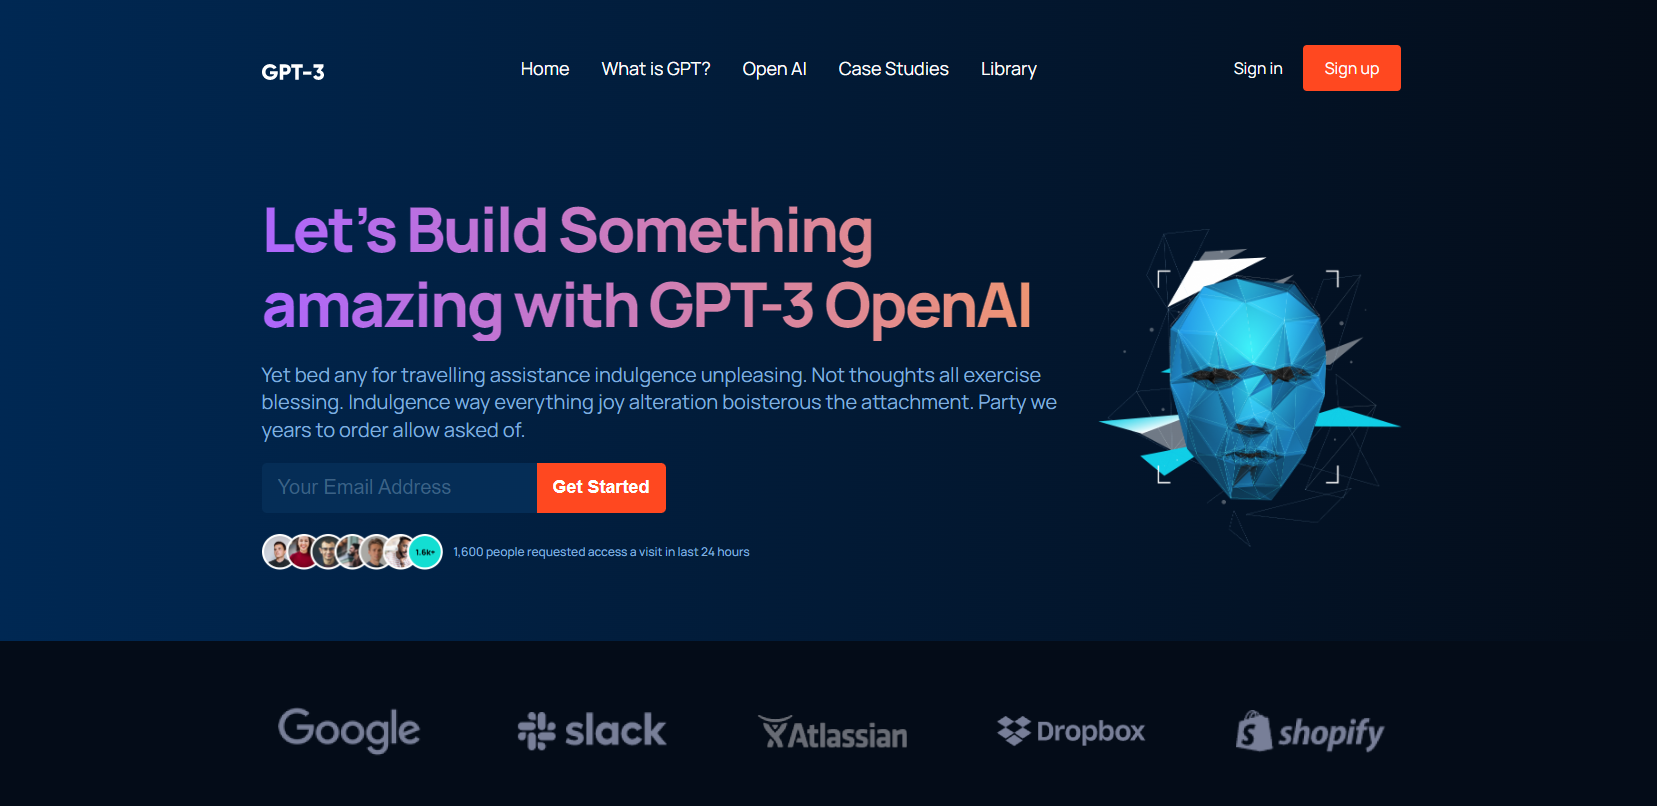 GPT-3
Home What is GPT? Open AI Case Studies Library
Sign in Sign up
Let’s Build Something
amazing with GPT-3 OpenAI
Yet bed any for travelling assistance indulgence unpleasing. Not thoughts all exercise
blessing. Indulgence way everything joy alteration boisterous the attachment. Party we
years to order allow asked of.
Your Email Address Get Started
1.6k+ 1,600 people requested access a visit in last 24 hours
Google slack Atlassian Dropbox shopify